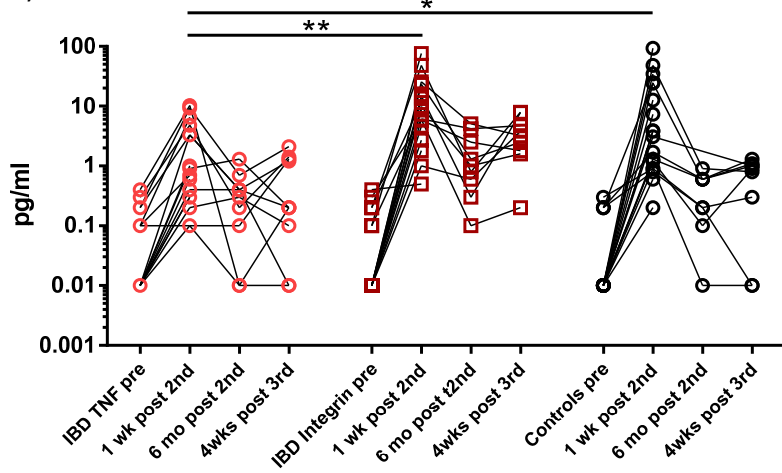 *
**
100
10
1
0.1
0.01
0.001
pg/ml
IBD TNF pre
1 wk post 2nd
6 mo post 2nd
4wks post 3rd
IBD Integrin pre
1 wk post 2nd
6 mo post t2nd
4wks post 3rd
Controls pre
1 wk post 2nd
6 mo post 2nd
4wks post 3rd